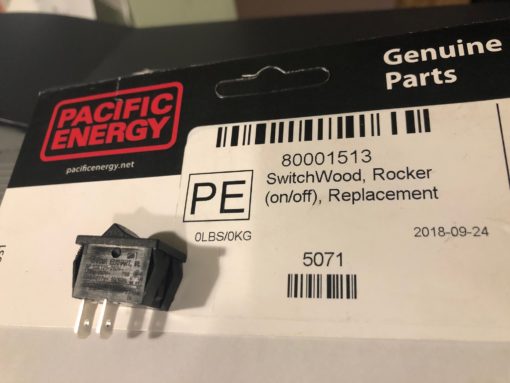 PACIFIC
ENERGY
pacificenergy.net
Genuine
Parts
80001513
SwitchWood, Rocker
(on/off), Replacement
PE
0LBS/0KG
2018-09-24
5071